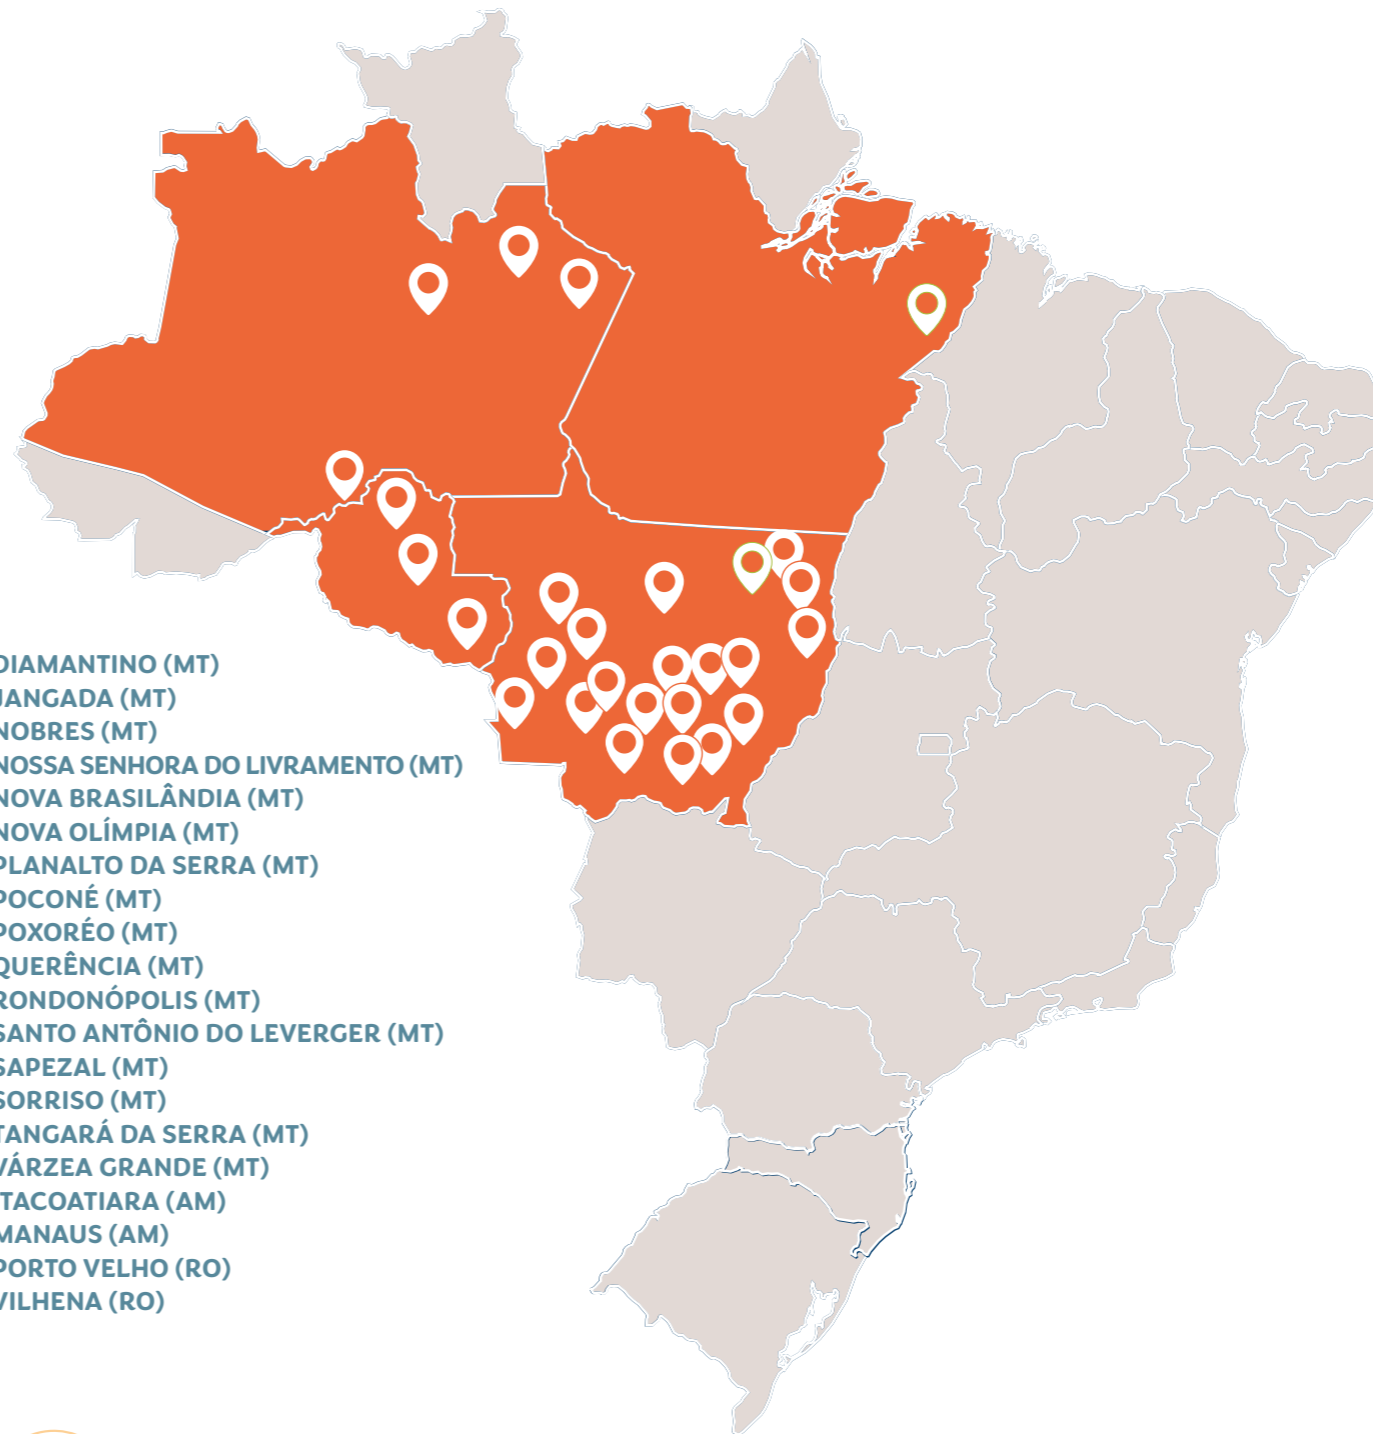 DIAMANTINO (MT)
JANGADA (MT)
NOBRES (MT)
NOSSA SENHORA DO LIVRAMENTO (MT)
NOVA BRASILÂNDIA (MT)
NOVA OLÍMPIA (MT)
PLANALTO DA SERRA (MT)
POCONÉ (MT)
POXORÉO (MT)
QUERÊNCIA (MT)
RONDONÓPOLIS (MT)
SANTO ANTÔNIO DO LEVERGER (MT)
SAPEZAL (MT)
SORRISO (MT)
TANGARÁ DA SERRA (MT)
VÁRZEA GRANDE (MT)
ITACOATIARA (AM)
MANAUS (AM)
PORTO VELHO (RO)
VILHENA (RO)